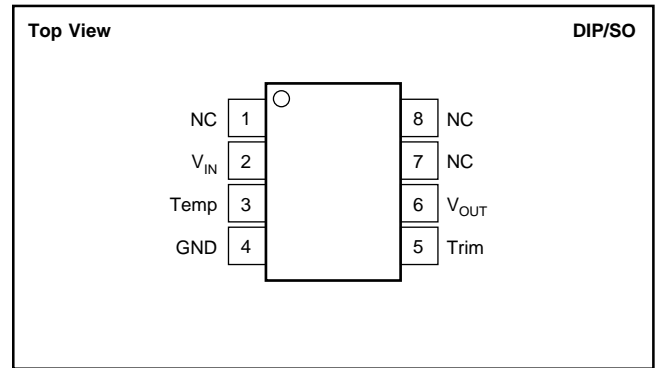 Top View DIP/SO
NC 1 8 NC
V_IN 2 7 NC
Temp 3 6 V_OUT
GND 4 5 Trim